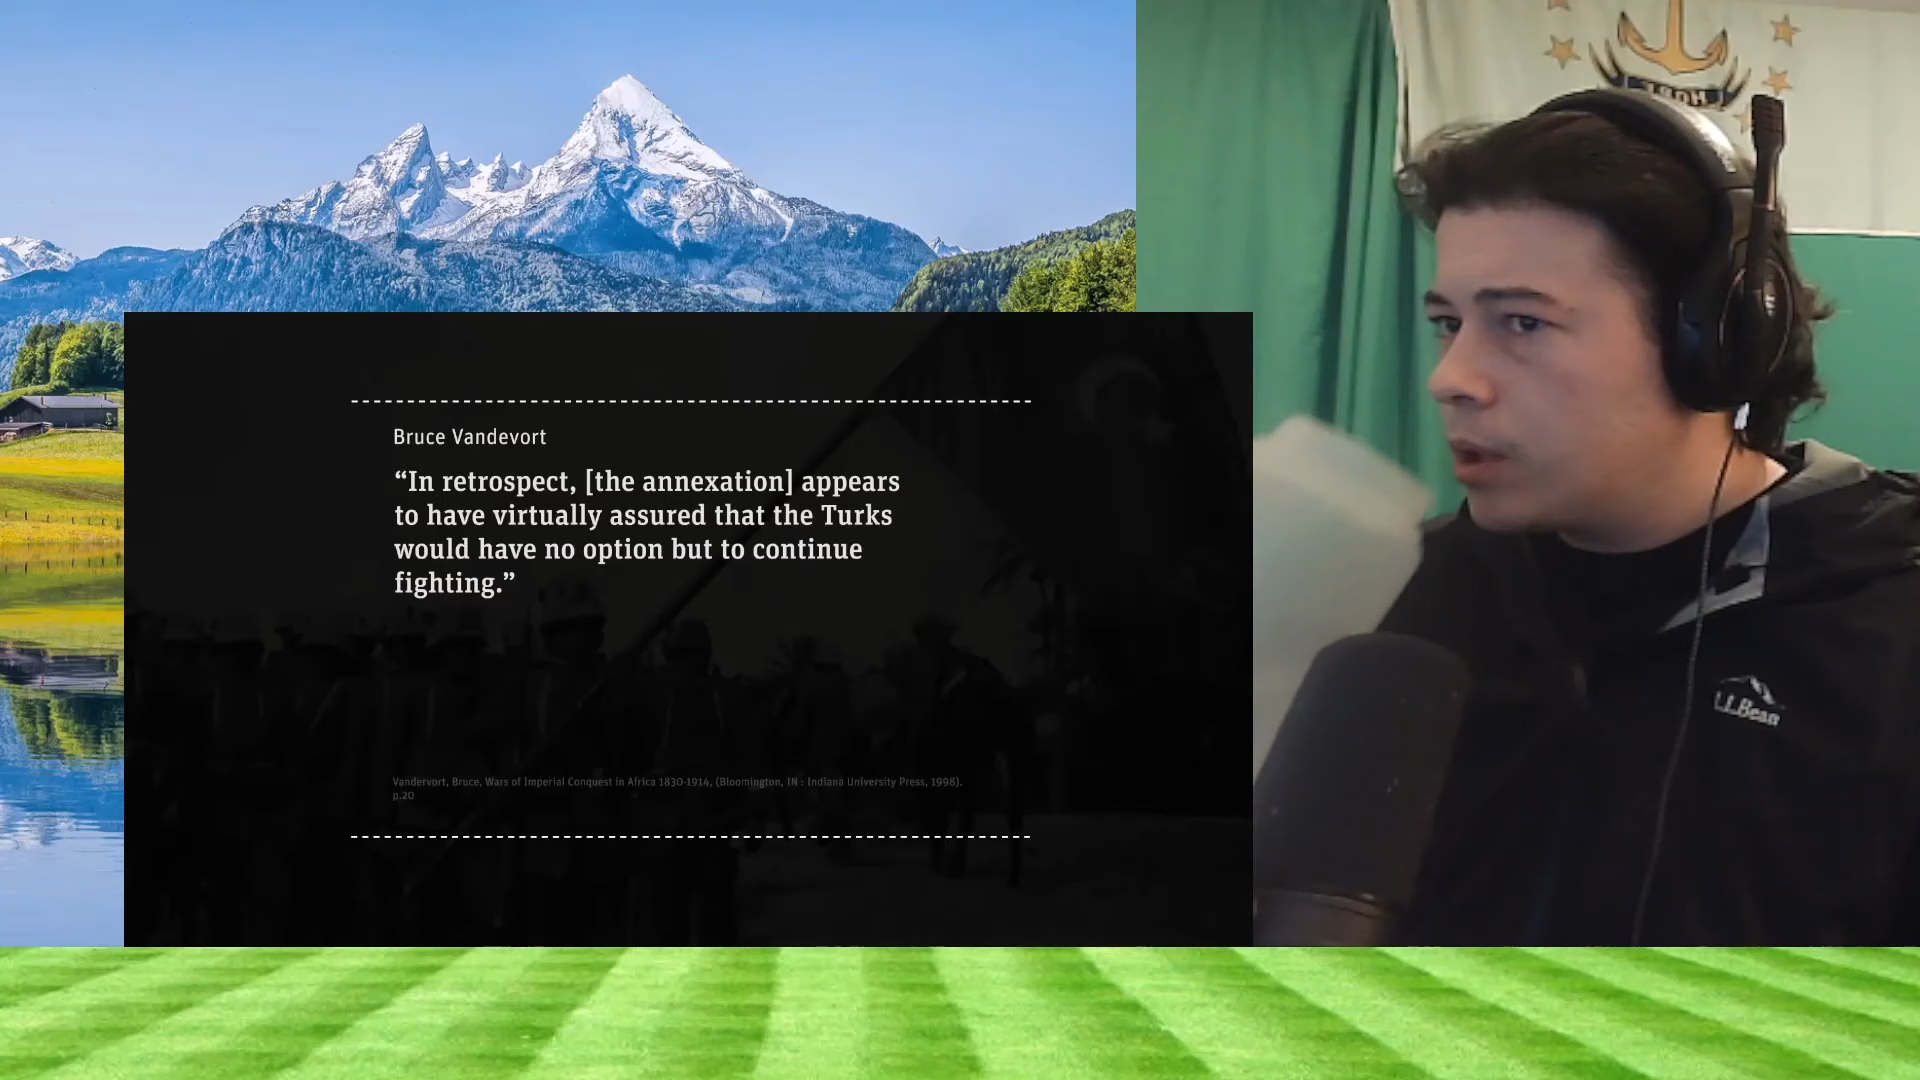 Bruce Vandevort
“In retrospect, [the annexation] appears
to have virtually assured that the Turks
would have no option but to continue
fighting.”
Vandervort, Bruce, Wars of Imperial Conquest in Africa 1830-1914, (Bloomington, IN : Indiana University Press, 1998).
p.20
L.L.Bean